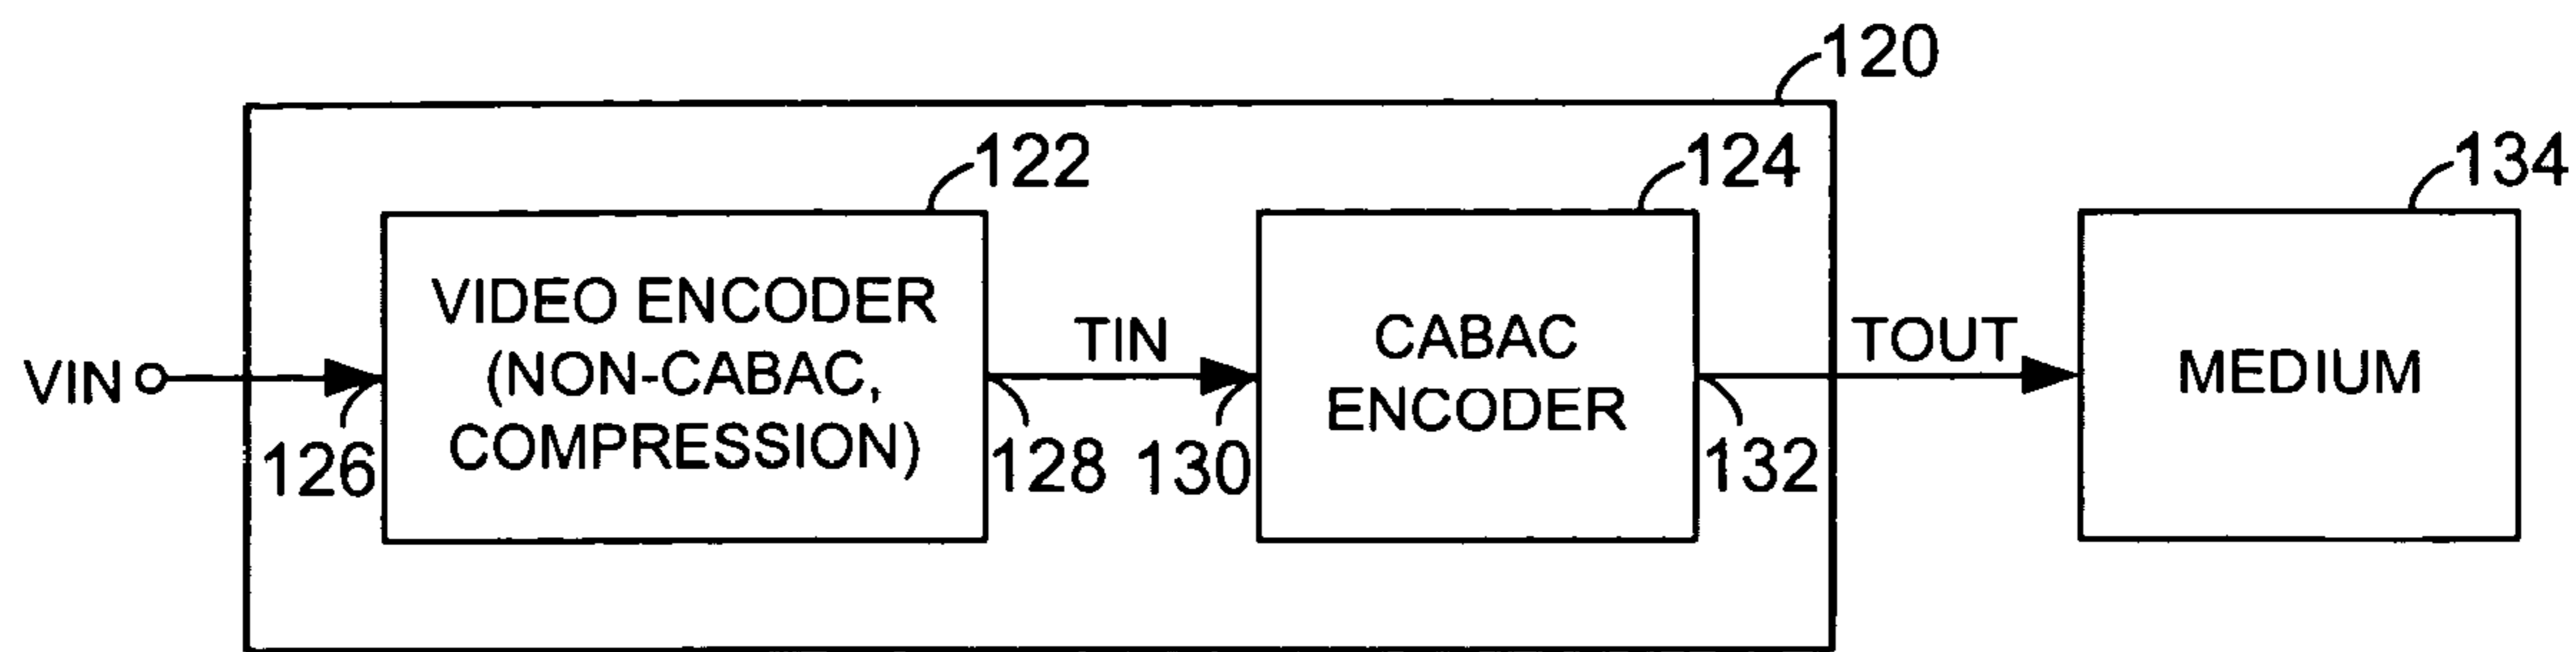 120
122
124
134
VIN
VIDEO ENCODER
(NON-CABAC,
COMPRESSION)
TIN
CABAC
ENCODER
TOUT
MEDIUM
126
128
130
132